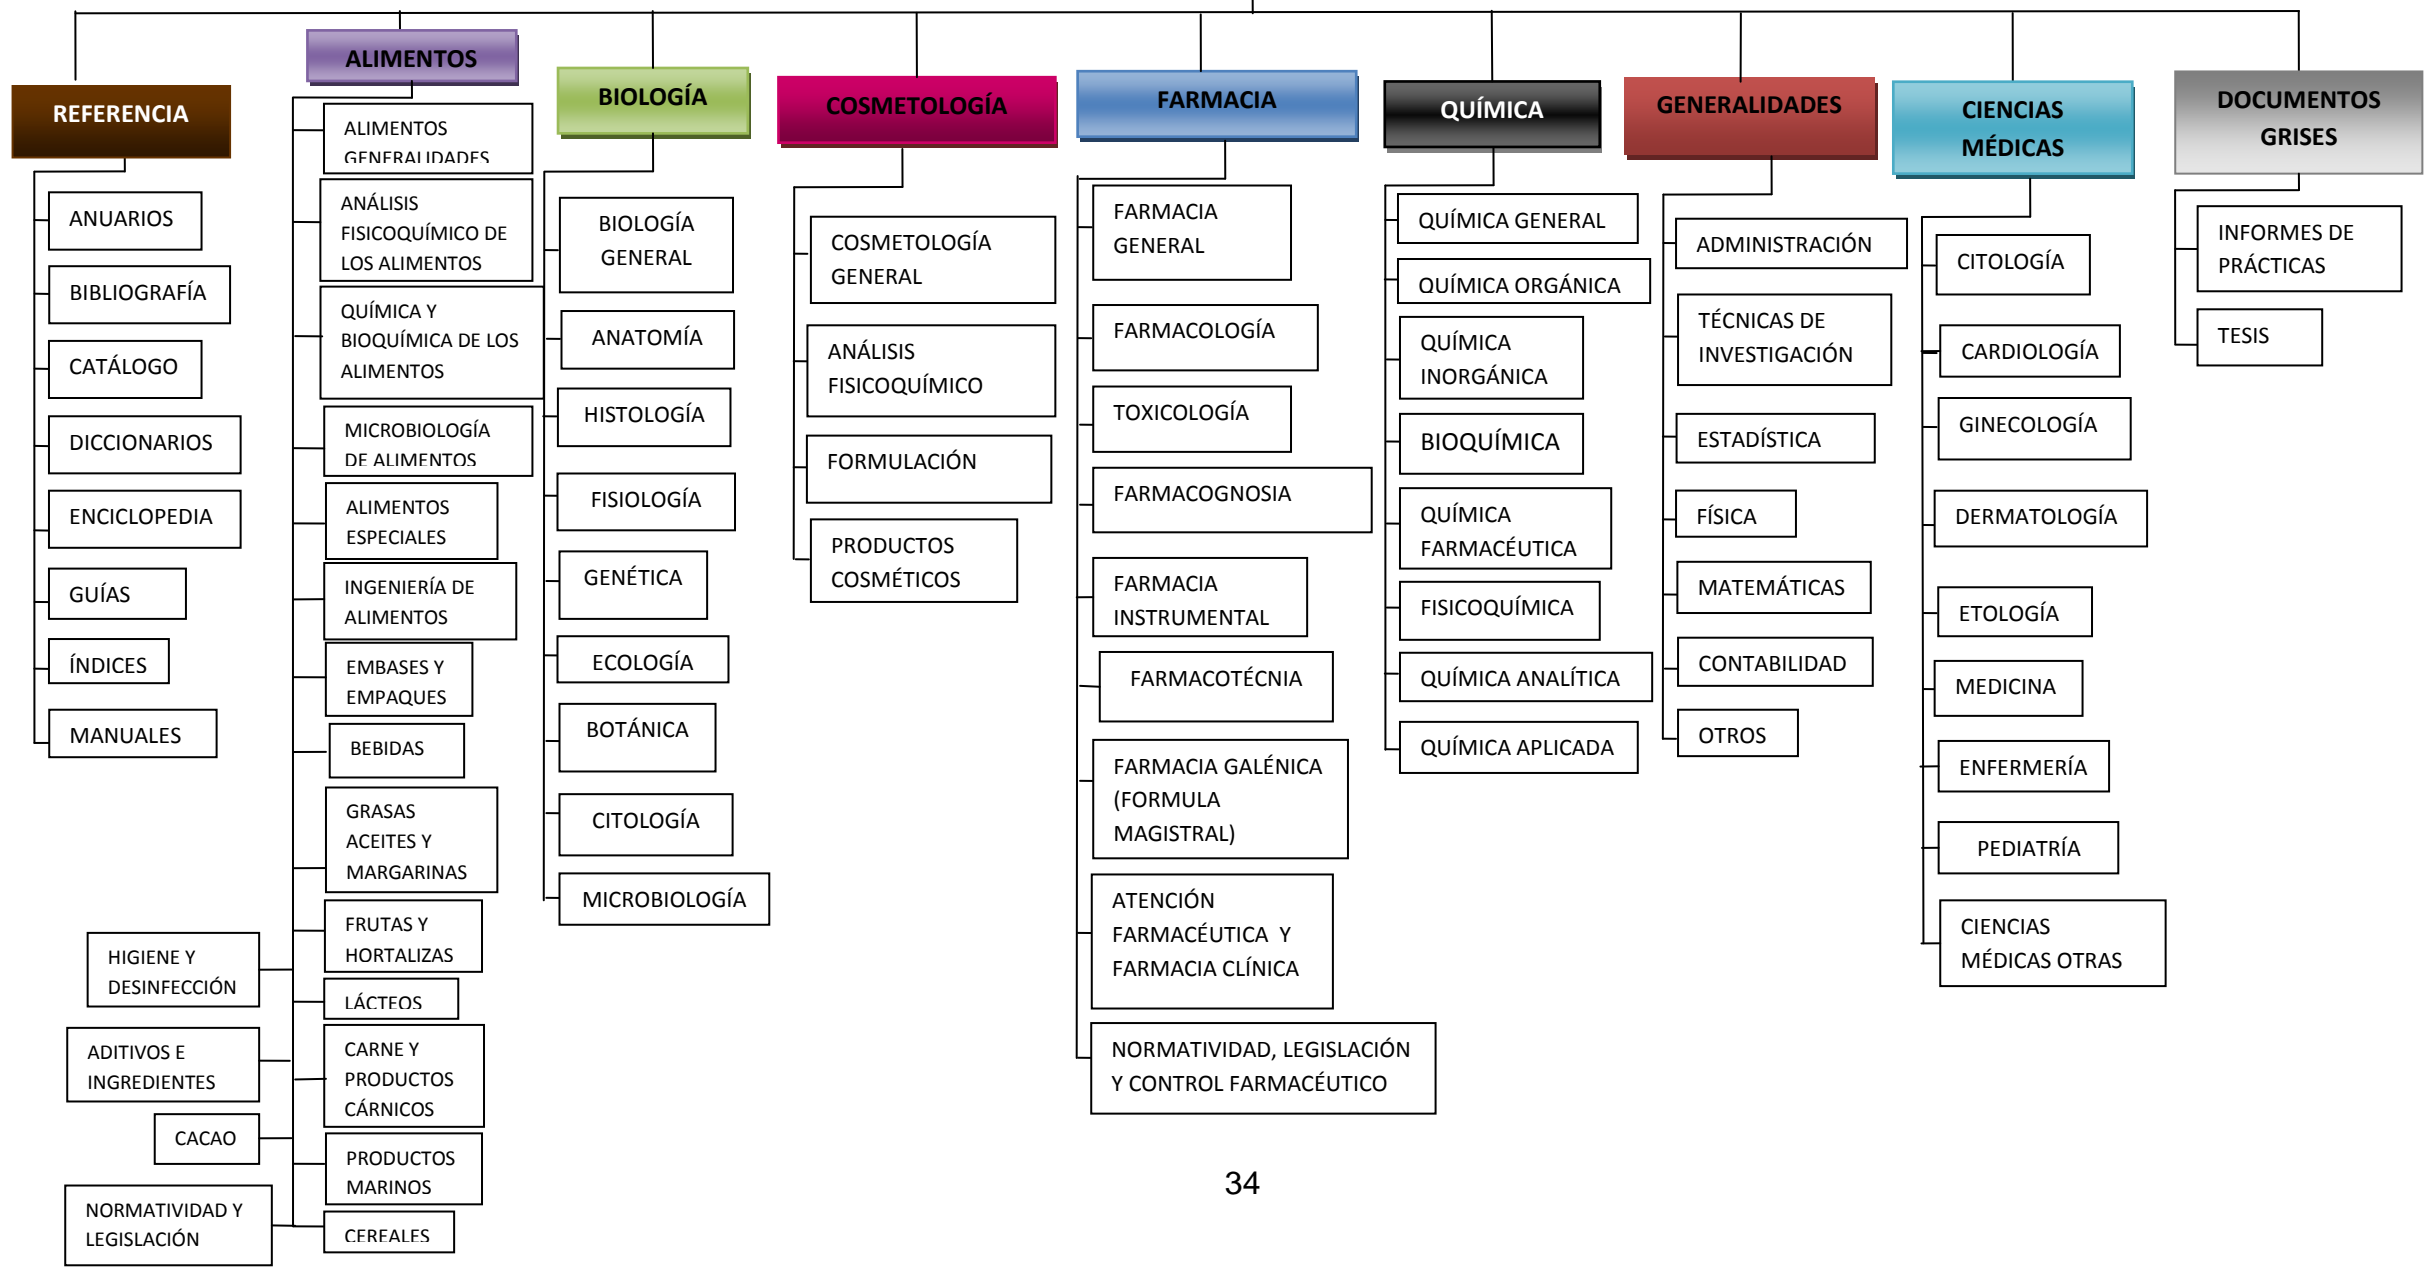 REFERENCIA
ANUARIOS
BIBLIOGRAFÍA
CATÁLOGO
DICCIONARIOS
ENCICLOPEDIA
GUÍAS
ÍNDICES
MANUALES
ALIMENTOS
ALIMENTOS
GENERALIDADES
ANÁLISIS
FISICOQUÍMICO DE
LOS ALIMENTOS
QUÍMICA Y
BIOQUÍMICA DE LOS
ALIMENTOS
MICROBIOLOGÍA
DE ALIMENTOS
ALIMENTOS
ESPECIALES
INGENIERÍA DE
ALIMENTOS
EMBASES Y
EMPAQUES
BEBIDAS
GRASAS
ACEITES Y
MARGARINAS
FRUTAS Y
HORTALIZAS
LÁCTEOS
CARNE Y
PRODUCTOS
CÁRNICOS
PRODUCTOS
MARINOS
CEREALES
HIGIENE Y
DESINFECCIÓN
ADITIVOS E
INGREDIENTES
CACAO
NORMATIVIDAD Y
LEGISLACIÓN
BIOLOGÍA
BIOLOGÍA
GENERAL
ANATOMÍA
HISTOLOGÍA
FISIOLOGÍA
GENÉTICA
ECOLOGÍA
BOTÁNICA
CITOLOGÍA
MICROBIOLOGÍA
COSMETOLOGÍA
COSMETOLOGÍA
GENERAL
ANÁLISIS
FISICOQUÍMICO
FORMULACIÓN
PRODUCTOS
COSMÉTICOS
FARMACIA
FARMACIA
GENERAL
FARMACOLOGÍA
TOXICOLOGÍA
FARMACOGNOSIA
FARMACIA
INSTRUMENTAL
FARMACOTÉCNIA
FARMACIA GALÉNICA
(FORMULA
MAGISTRAL)
ATENCIÓN
FARMACÉUTICA Y
FARMACIA CLÍNICA
NORMATIVIDAD, LEGISLACIÓN
Y CONTROL FARMACÉUTICO
QUÍMICA
QUÍMICA GENERAL
QUÍMICA ORGÁNICA
QUÍMICA
INORGÁNICA
BIOQUÍMICA
QUÍMICA
FARMACÉUTICA
FISICOQUÍMICA
QUÍMICA ANALÍTICA
QUÍMICA APLICADA
GENERALIDADES
ADMINISTRACIÓN
TÉCNICAS DE
INVESTIGACIÓN
ESTADÍSTICA
FÍSICA
MATEMÁTICAS
CONTABILIDAD
OTROS
CIENCIAS
MÉDICAS
CITOLOGÍA
CARDIOLOGÍA
GINECOLOGÍA
DERMATOLOGÍA
ETOLOGÍA
MEDICINA
ENFERMERÍA
PEDIATRÍA
CIENCIAS
MÉDICAS OTRAS
DOCUMENTOS
GRISES
INFORMES DE
PRÁCTICAS
TESIS
34